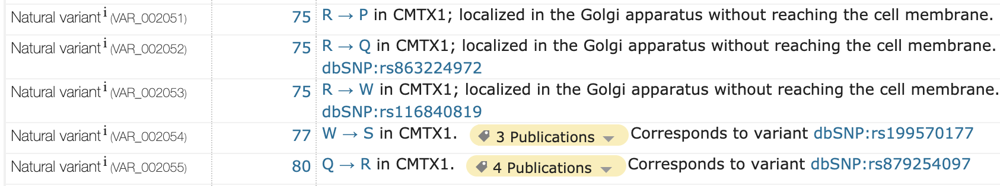 Natural variant i (VAR_002051) 75 R → P in CMTX1; localized in the Golgi apparatus without reaching the cell membrane.
Natural variant i (VAR_002052) 75 R → Q in CMTX1; localized in the Golgi apparatus without reaching the cell membrane.
dbSNP:rs863224972
Natural variant i (VAR_002053) 75 R → W in CMTX1; localized in the Golgi apparatus without reaching the cell membrane.
dbSNP:rs116840819
Natural variant i (VAR_002054) 77 W → S in CMTX1. 3 Publications Corresponds to variant dbSNP:rs199570177
Natural variant i (VAR_002055) 80 Q → R in CMTX1. 4 Publications Corresponds to variant dbSNP:rs879254097